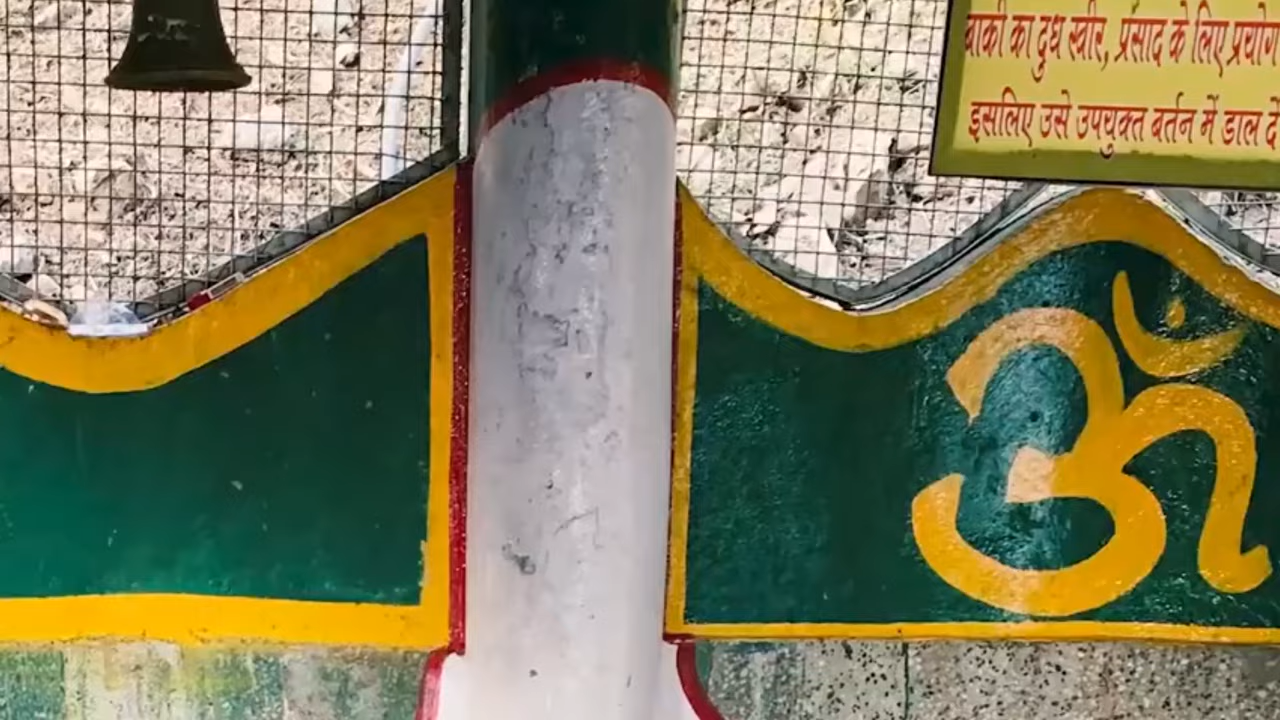 बाकी का दुध खीर, प्रसाद के लिए प्रयोग
इसलिए उसे उपयुक्त बर्तन में डाल दें
ॐ